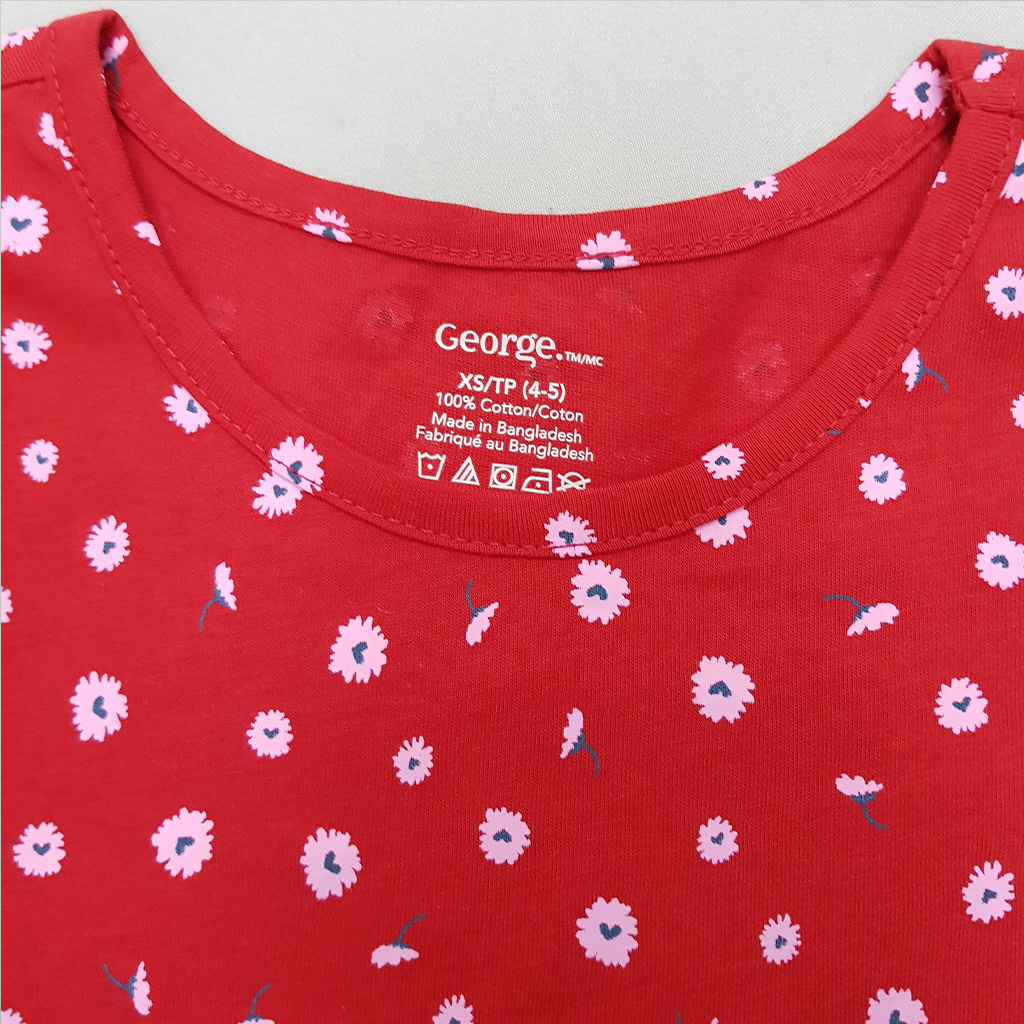 George.TM/MC
XS/TP (4-5)
100% Cotton/Coton
Made in Bangladesh
Fabriqué au Bangladesh